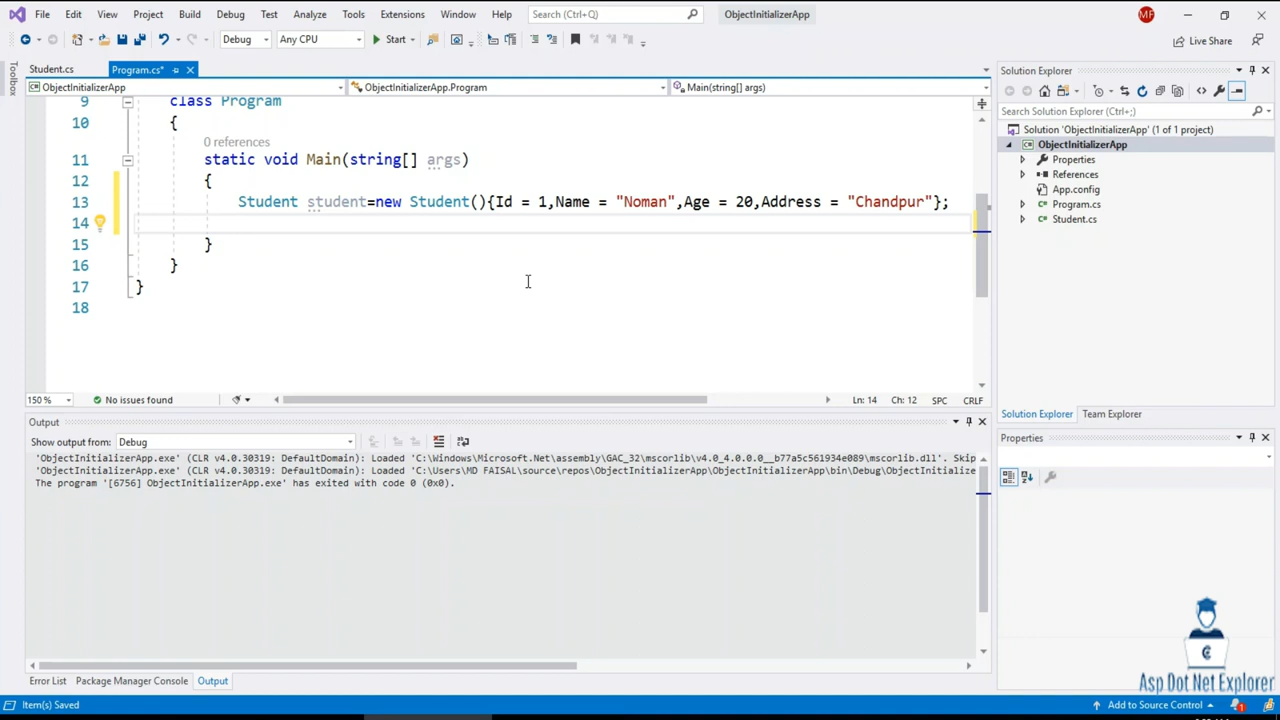 File Edit View Project Build Debug Test Analyze Tools Extensions Window Help Search (Ctrl+Q) ObjectInitializerApp MF
Debug Any CPU Start Live Share
Toolbox
Student.cs Program.cs*
ObjectInitializerApp ObjectInitializerApp.Program Main(string[] args)
9 class Program
10 {
0 references
11 static void Main(string[] args)
12 {
13 Student student=new Student(){Id = 1,Name = "Noman",Age = 20,Address = "Chandpur"};
14
15 }
16 }
17 }
18
150 % No issues found Ln: 14 Ch: 12 SPC CRLF
Output
Show output from: Debug
'ObjectInitializerApp.exe' (CLR v4.0.30319: DefaultDomain): Loaded 'C:\Windows\Microsoft.Net\assembly\GAC_32\mscorlib\v4.0_4.0.0.0__b77a5c561934e089\mscorlib.dll'. Skip
'ObjectInitializerApp.exe' (CLR v4.0.30319: DefaultDomain): Loaded 'C:\Users\MD FAISAL\source\repos\ObjectInitializerApp\ObjectInitializerApp\bin\Debug\ObjectInitialize
The program '[6756] ObjectInitializerApp.exe' has exited with code 0 (0x0).
Error List Package Manager Console Output
Solution Explorer
Search Solution Explorer (Ctrl+;)
Solution 'ObjectInitializerApp' (1 of 1 project)
ObjectInitializerApp
Properties
References
App.config
Program.cs
Student.cs
Solution Explorer Team Explorer
Properties
Asp Dot Net Explorer
Item(s) Saved Add to Source Control 1